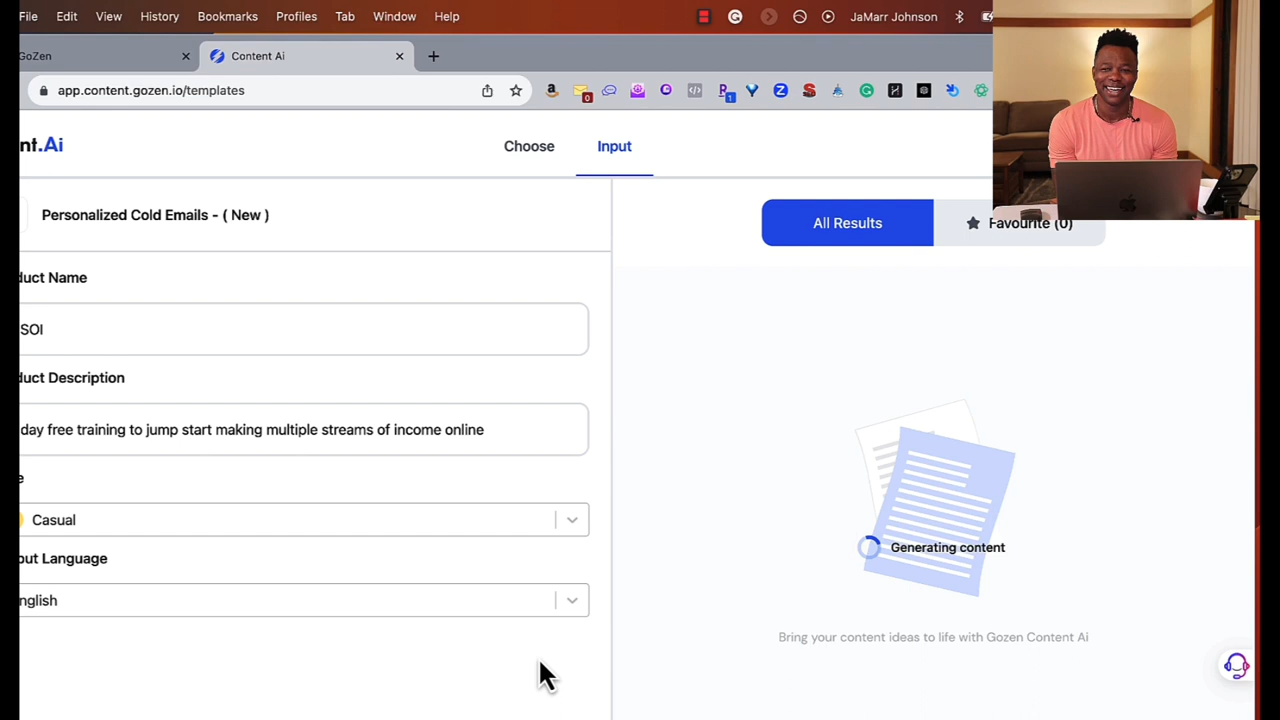 File Edit View History Bookmarks Profiles Tab Window Help JaMarr Johnson
GoZen Content Ai
app.content.gozen.io/templates
0 1
nt.Ai Choose Input
Personalized Cold Emails - ( New )
All Results Favourite (0)
duct Name
SOI
duct Description
day free training to jump start making multiple streams of income online
e
Casual
put Language
nglish
Generating content
Bring your content ideas to life with Gozen Content Ai